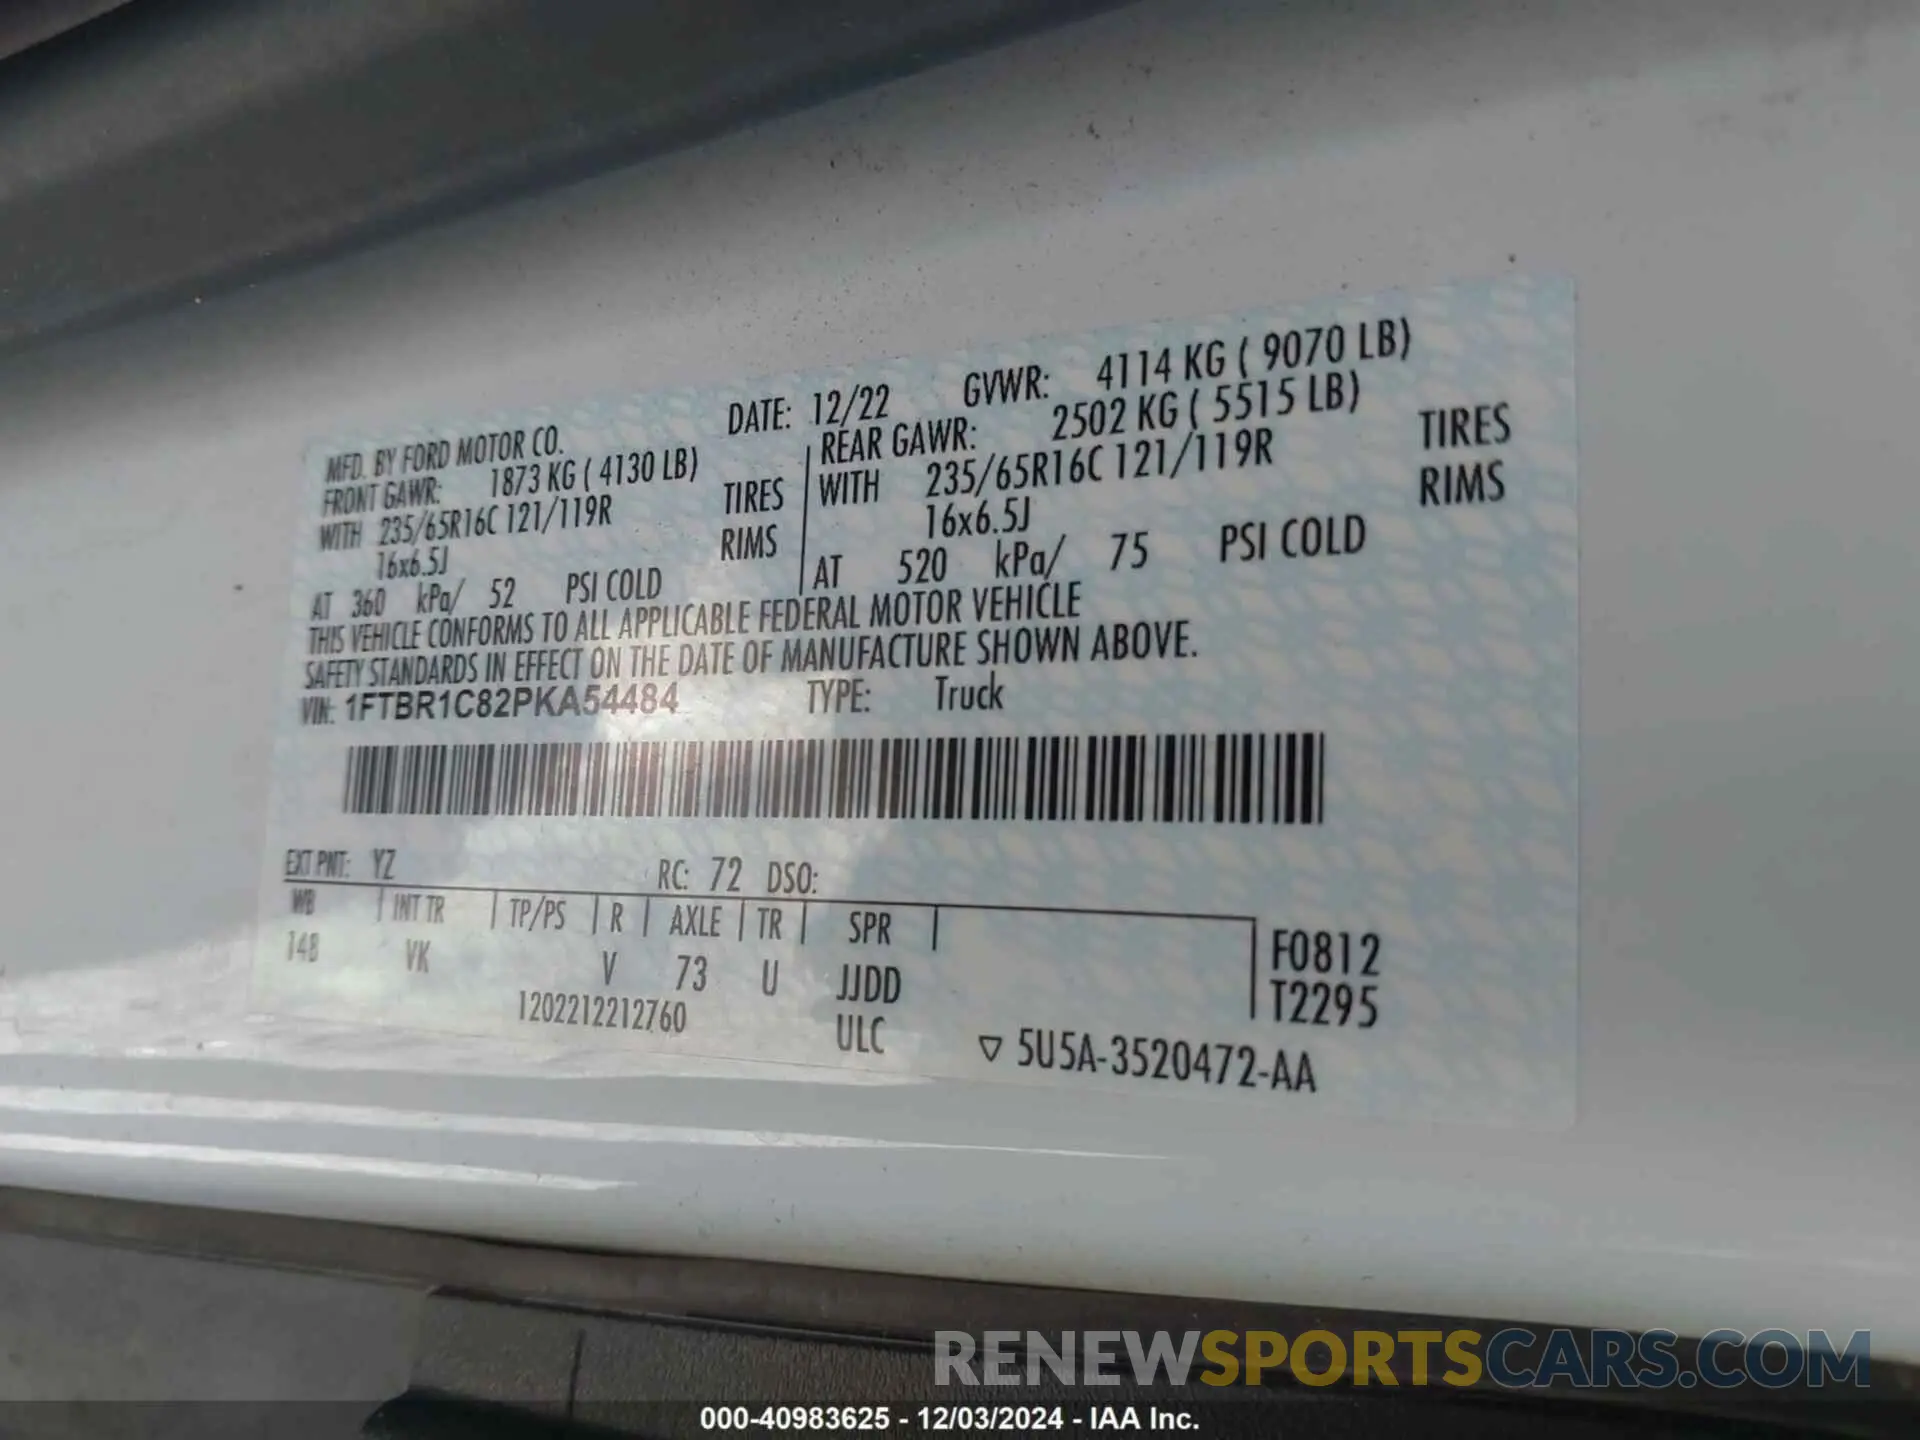 MFD. BY FORD MOTOR CO. DATE: 12/22 GVWR: 4114 KG ( 9070 LB)
FRONT GAWR: 1873 KG ( 4130 LB) REAR GAWR: 2502 KG ( 5515 LB)
WITH 235/65R16C 121/119R TIRES WITH 235/65R16C 121/119R TIRES
16x6.5J RIMS 16x6.5J RIMS
AT 360 kPa/ 52 PSI COLD AT 520 kPa/ 75 PSI COLD
THIS VEHICLE CONFORMS TO ALL APPLICABLE FEDERAL MOTOR VEHICLE
SAFETY STANDARDS IN EFFECT ON THE DATE OF MANUFACTURE SHOWN ABOVE.
VIN: 1FTBR1C82PKA54484 TYPE: Truck
EXT PNT: YZ RC: 72 DSO:
WB INT TR TP/PS R AXLE TR SPR F0812
148 VK V 73 U JJDD T2295
1202212212760 ULC ▽ 5U5A-3520472-AA
RENEWSPORTSCARS.COM
000-40983625 - 12/03/2024 - IAA Inc.